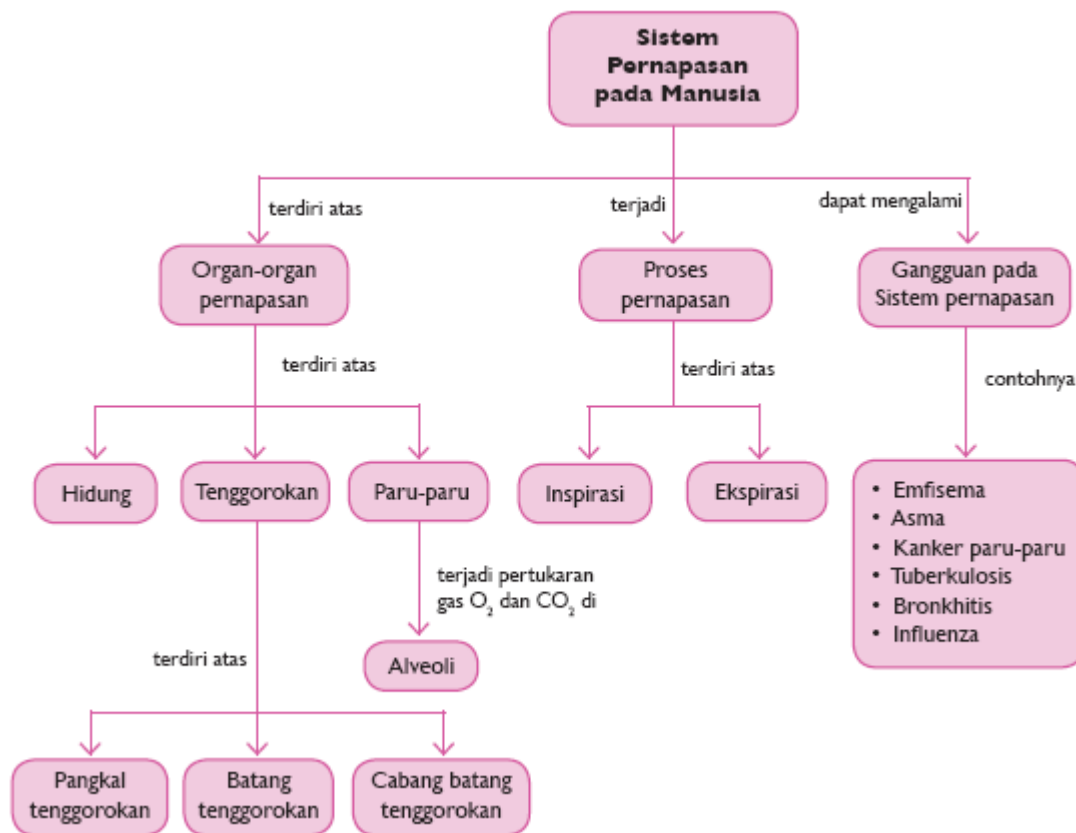 Sistem
Pernapasan
pada Manusia
terdiri atas
terjadi
dapat mengalami
Organ-organ
pernapasan
Proses
pernapasan
Gangguan pada
Sistem pernapasan
terdiri atas
terdiri atas
contohnya
Hidung
Tenggorokan
Paru-paru
Inspirasi
Ekspirasi
• Emfisema
• Asma
• Kanker paru-paru
• Tuberkulosis
• Bronkhitis
• Influenza
terjadi pertukaran
gas O₂ dan CO₂ di
Alveoli
terdiri atas
Pangkal
tenggorokan
Batang
tenggorokan
Cabang batang
tenggorokan